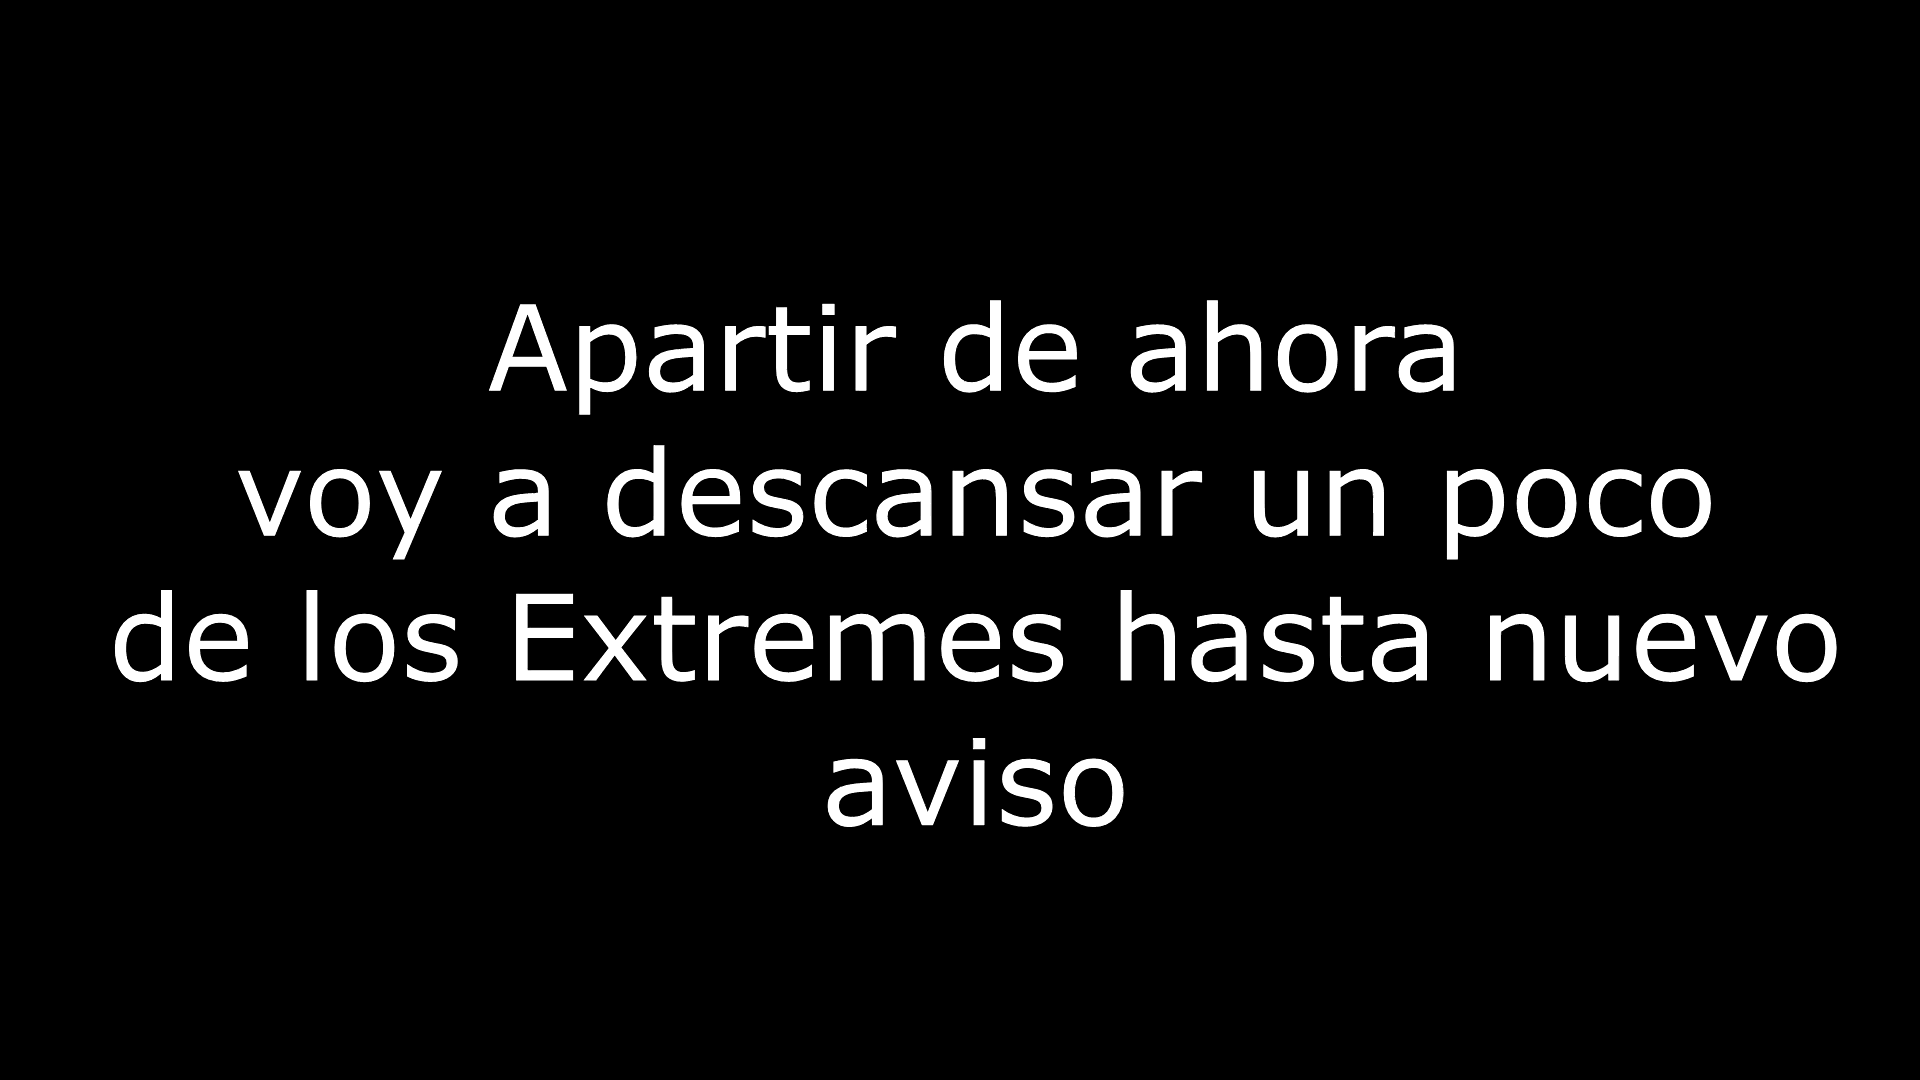 Apartir de ahora
voy a descansar un poco
de los Extremes hasta nuevo
aviso